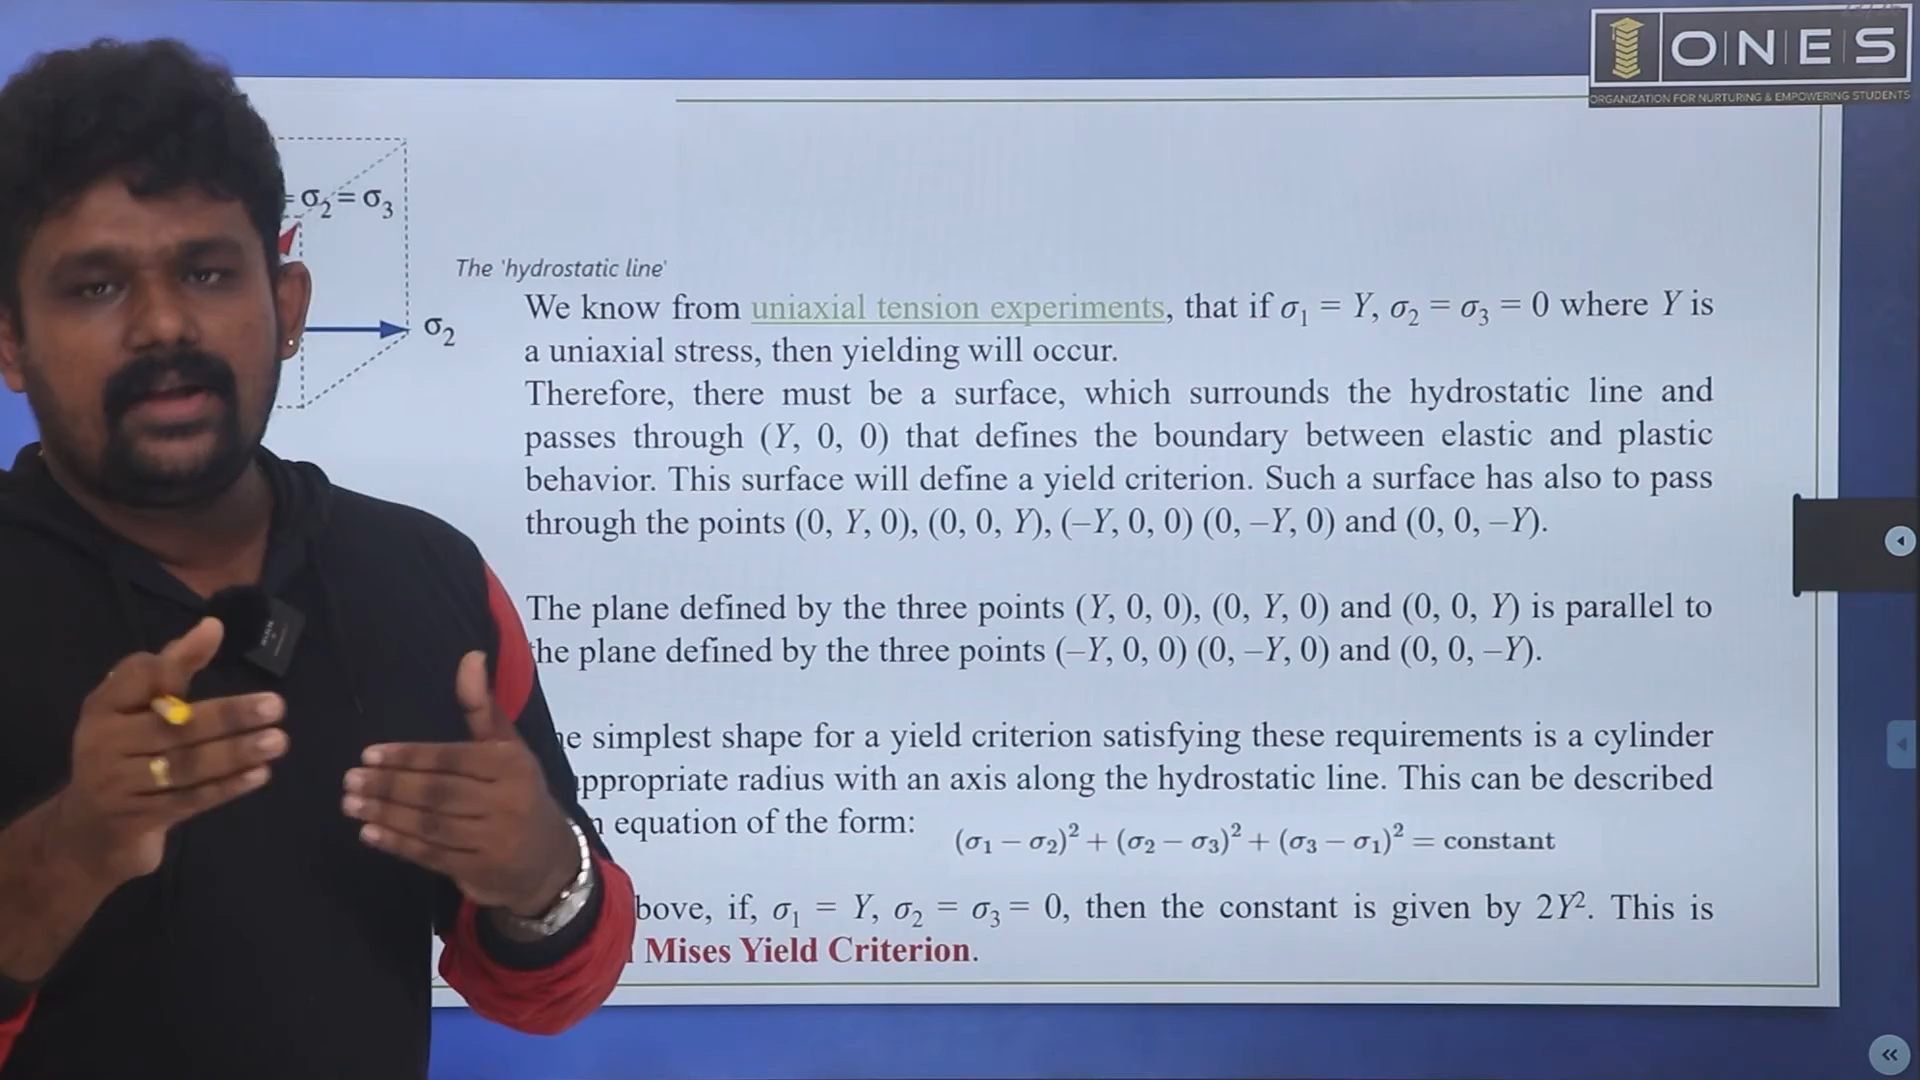 O N E S
ORGANIZATION FOR NURTURING & EMPOWERING STUDENTS
= σ₂ = σ₃
σ₂
The 'hydrostatic line'
We know from uniaxial tension experiments, that if σ₁ = Y, σ₂ = σ₃ = 0 where Y is
a uniaxial stress, then yielding will occur.
Therefore, there must be a surface, which surrounds the hydrostatic line and
passes through (Y, 0, 0) that defines the boundary between elastic and plastic
behavior. This surface will define a yield criterion. Such a surface has also to pass
through the points (0, Y, 0), (0, 0, Y), (–Y, 0, 0) (0, –Y, 0) and (0, 0, –Y).
The plane defined by the three points (Y, 0, 0), (0, Y, 0) and (0, 0, Y) is parallel to
the plane defined by the three points (–Y, 0, 0) (0, –Y, 0) and (0, 0, –Y).
simplest shape for a yield criterion satisfying these requirements is a cylinder
appropriate radius with an axis along the hydrostatic line. This can be described
equation of the form:
(σ₁ − σ₂)² + (σ₂ − σ₃)² + (σ₃ − σ₁)² = constant
bove, if, σ₁ = Y, σ₂ = σ₃ = 0, then the constant is given by 2Y². This is
Mises Yield Criterion.